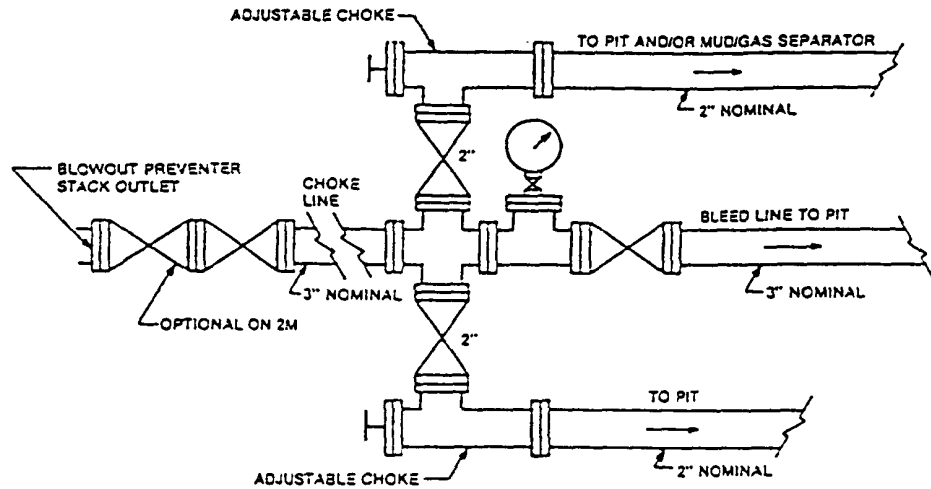 ADJUSTABLE CHOKE
TO PIT AND/OR MUD/GAS SEPARATOR
2" NOMINAL
2"
BLOWOUT PREVENTER
STACK OUTLET
CHOKE
LINE
BLEED LINE TO PIT
3" NOMINAL
3" NOMINAL
OPTIONAL ON 2M
2"
TO PIT
2" NOMINAL
ADJUSTABLE CHOKE